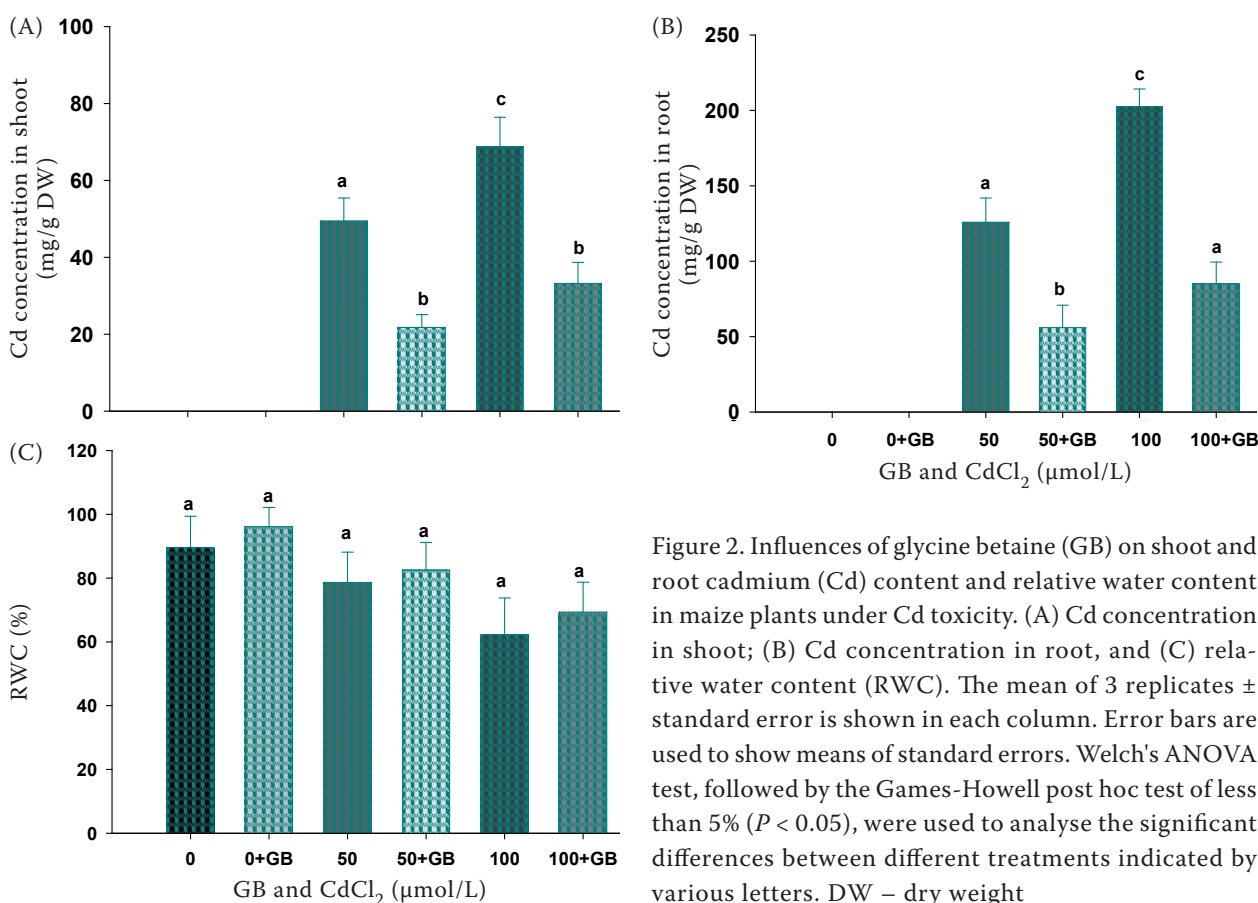 (A)
Cd concentration in shoot
(mg/g DW)
100
80
60
40
20
0
a
b
c
b
(B)
Cd concentration in root
(mg/g DW)
250
200
150
100
50
0
a
b
c
a
0 0+GB 50 50+GB 100 100+GB
GB and CdCl₂ (μmol/L)
(C)
RWC (%)
120
100
80
60
40
20
0
a
a
a
a
a
a
0 0+GB 50 50+GB 100 100+GB
GB and CdCl₂ (μmol/L)
Figure 2. Influences of glycine betaine (GB) on shoot and
root cadmium (Cd) content and relative water content
in maize plants under Cd toxicity. (A) Cd concentration
in shoot; (B) Cd concentration in root, and (C) rela-
tive water content (RWC). The mean of 3 replicates ±
standard error is shown in each column. Error bars are
used to show means of standard errors. Welch's ANOVA
test, followed by the Games-Howell post hoc test of less
than 5% (P < 0.05), were used to analyse the significant
differences between different treatments indicated by
various letters. DW – dry weight